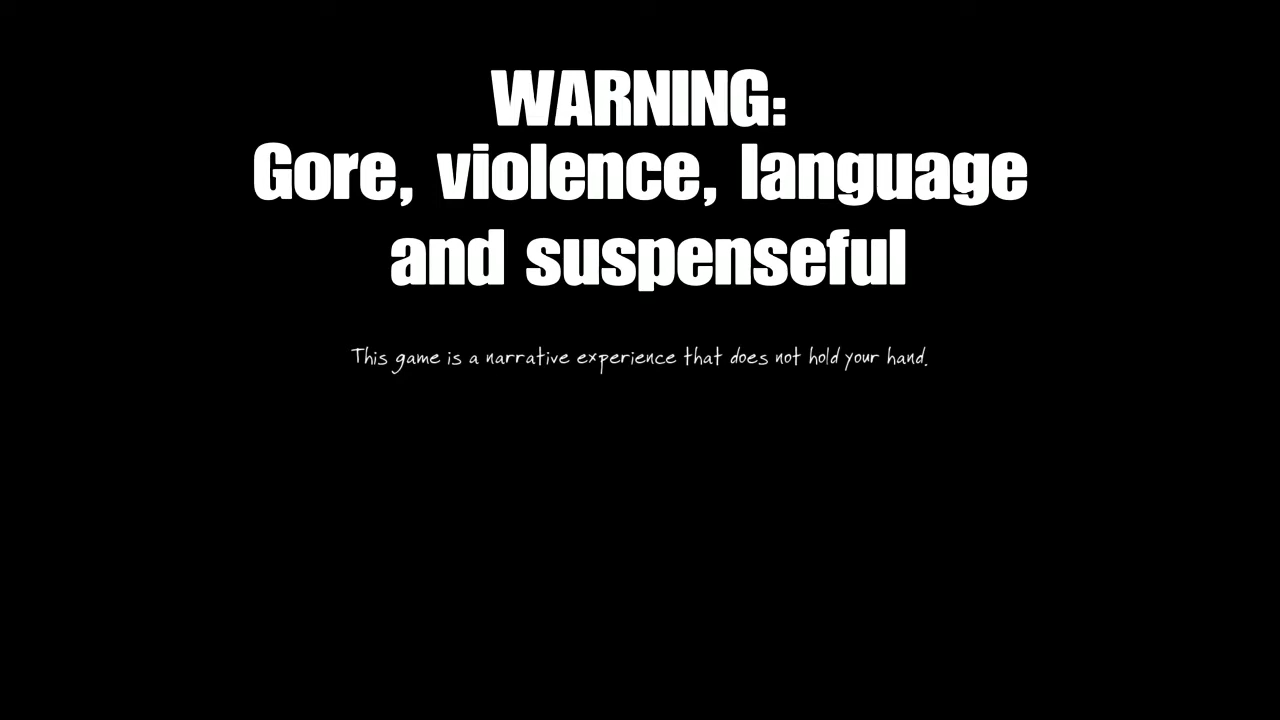 WARNING:
Gore, violence, language
and suspenseful
This game is a narrative experience that does not hold your hand.